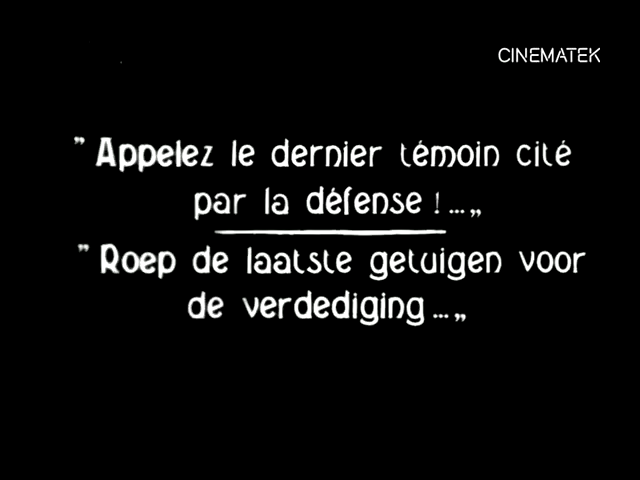 CINEMATEK
" Appelez le dernier témoin cité
par la défense ! ... „
" Roep de laatste getuigen voor
de verdediging ... „